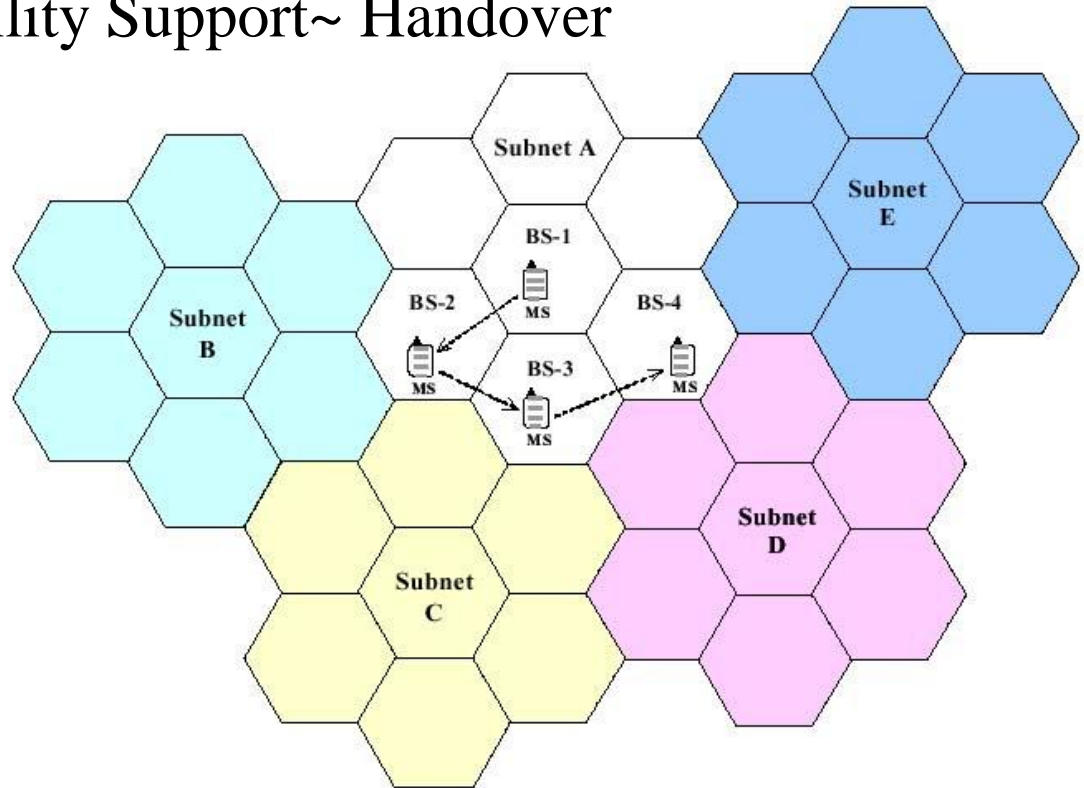 ility Support~ Handover
Subnet A
Subnet
E
BS-1
MS
BS-2
MS
BS-4
MS
Subnet
B
BS-3
MS
Subnet
D
Subnet
C